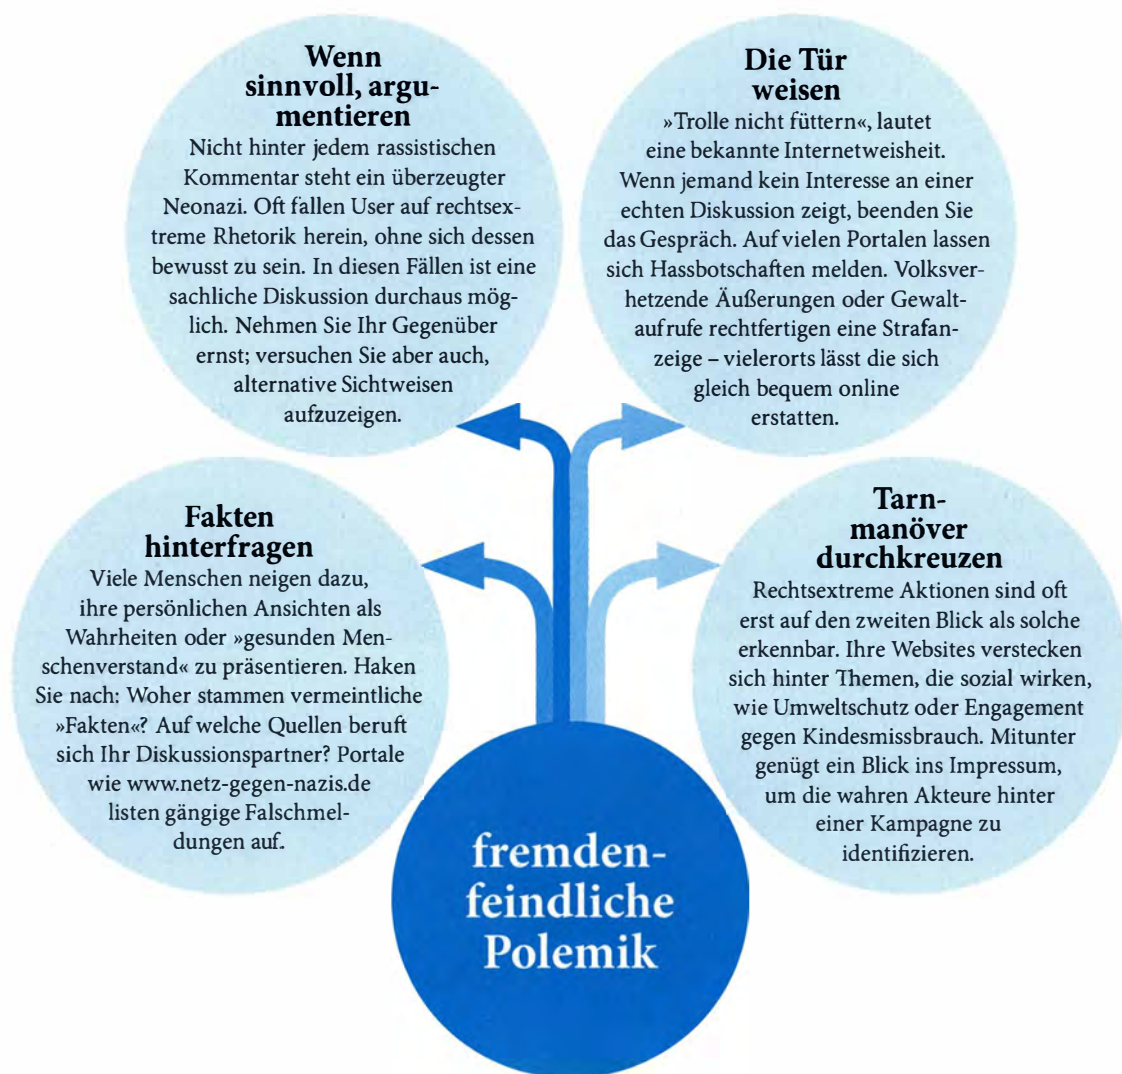 Wenn
sinnvoll, argu-
mentieren
Nicht hinter jedem rassistischen
Kommentar steht ein überzeugter
Neonazi. Oft fallen User auf rechtsex-
treme Rhetorik herein, ohne sich dessen
bewusst zu sein. In diesen Fällen ist eine
sachliche Diskussion durchaus mög-
lich. Nehmen Sie Ihr Gegenüber
ernst; versuchen Sie aber auch,
alternative Sichtweisen
aufzuzeigen.
Die Tür
weisen
»Trolle nicht füttern«, lautet
eine bekannte Internetweisheit.
Wenn jemand kein Interesse an einer
echten Diskussion zeigt, beenden Sie
das Gespräch. Auf vielen Portalen lassen
sich Hassbotschaften melden. Volksver-
hetzende Äußerungen oder Gewalt-
aufrufe rechtfertigen eine Strafan-
zeige – vielerorts lässt die sich
gleich bequem online
erstatten.
Fakten
hinterfragen
Viele Menschen neigen dazu,
ihre persönlichen Ansichten als
Wahrheiten oder »gesunden Men-
schenverstand« zu präsentieren. Haken
Sie nach: Woher stammen vermeintliche
»Fakten«? Auf welche Quellen beruft
sich Ihr Diskussionspartner? Portale
wie www.netz-gegen-nazis.de
listen gängige Falschmel-
dungen auf.
Tarn-
manöver
durchkreuzen
Rechtsextreme Aktionen sind oft
erst auf den zweiten Blick als solche
erkennbar. Ihre Websites verstecken
sich hinter Themen, die sozial wirken,
wie Umweltschutz oder Engagement
gegen Kindesmissbrauch. Mitunter
genügt ein Blick ins Impressum,
um die wahren Akteure hinter
einer Kampagne zu
identifizieren.
fremden-
feindliche
Polemik